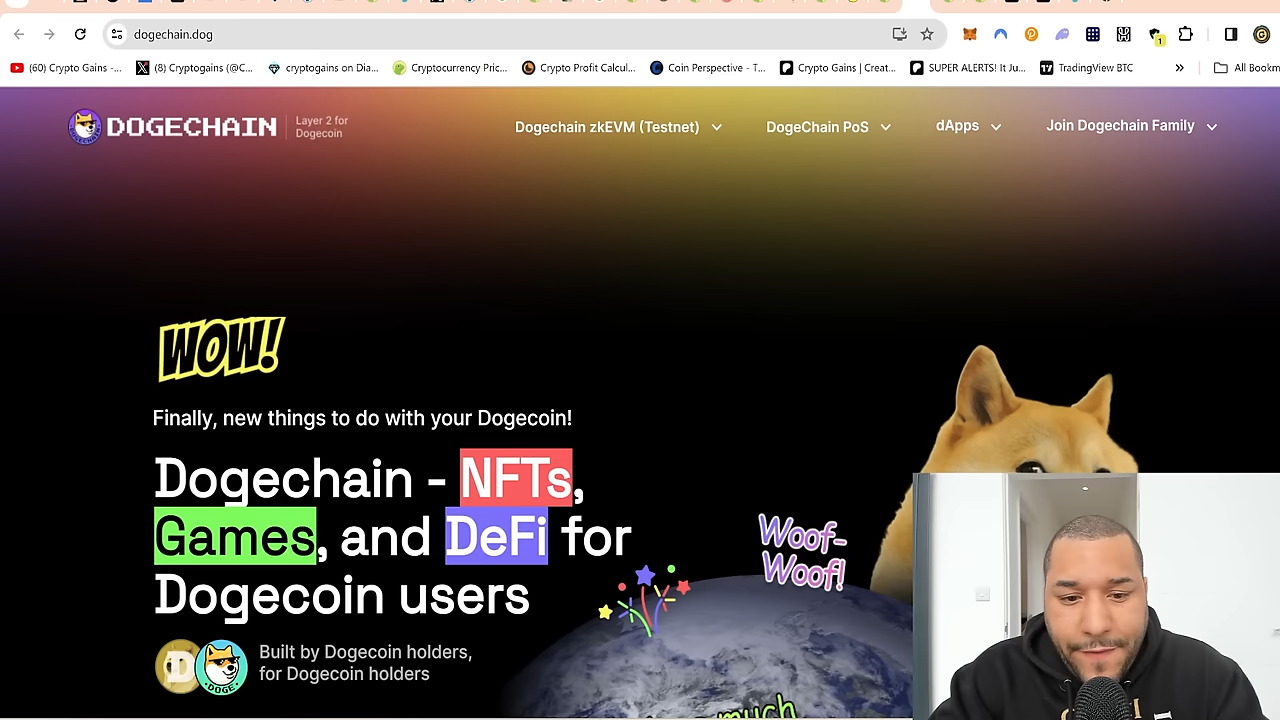 dogechain.dog
(60) Crypto Gains -...
(8) Cryptogains (@C...
cryptogains on Dia...
Cryptocurrency Pric...
Crypto Profit Calcul...
Coin Perspective - T...
Crypto Gains | Creat...
SUPER ALERTS! It Ju...
TradingView BTC
»
All Bookm
DOGECHAIN
Layer 2 for
Dogecoin
Dogechain zkEVM (Testnet)
DogeChain PoS
dApps
Join Dogechain Family
WOW!
Finally, new things to do with your Dogecoin!
Dogechain - NFTs,
Games, and DeFi for
Dogecoin users
Woof-
Woof!
Built by Dogecoin holders,
for Dogecoin holders
much